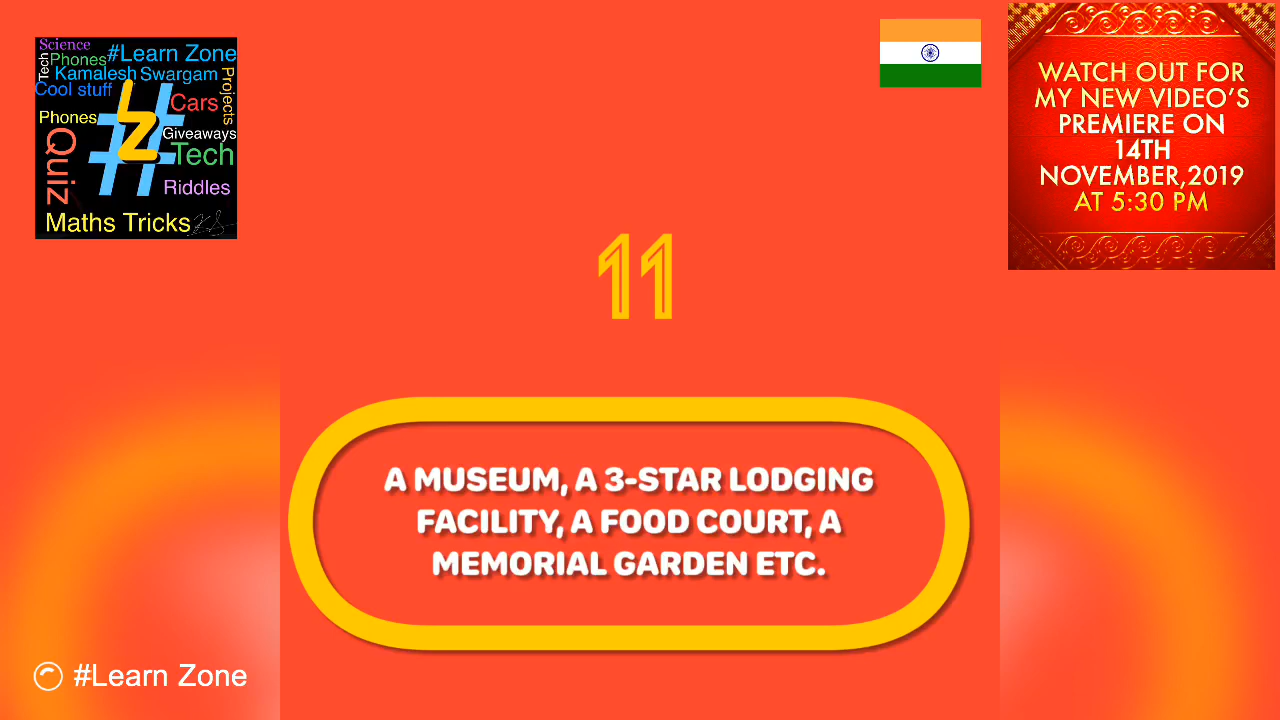 Science
Tech
Phones
#Learn Zone
Kamalesh Swargam
Cool stuff
Projects
Cars
Phones
LZ
Giveaways
Quiz
Tech
Riddles
Maths Tricks
WATCH OUT FOR
MY NEW VIDEO'S
PREMIERE ON
14TH
NOVEMBER,2019
AT 5:30 PM
11
A MUSEUM, A 3-STAR LODGING
FACILITY, A FOOD COURT, A
MEMORIAL GARDEN ETC.
#Learn Zone